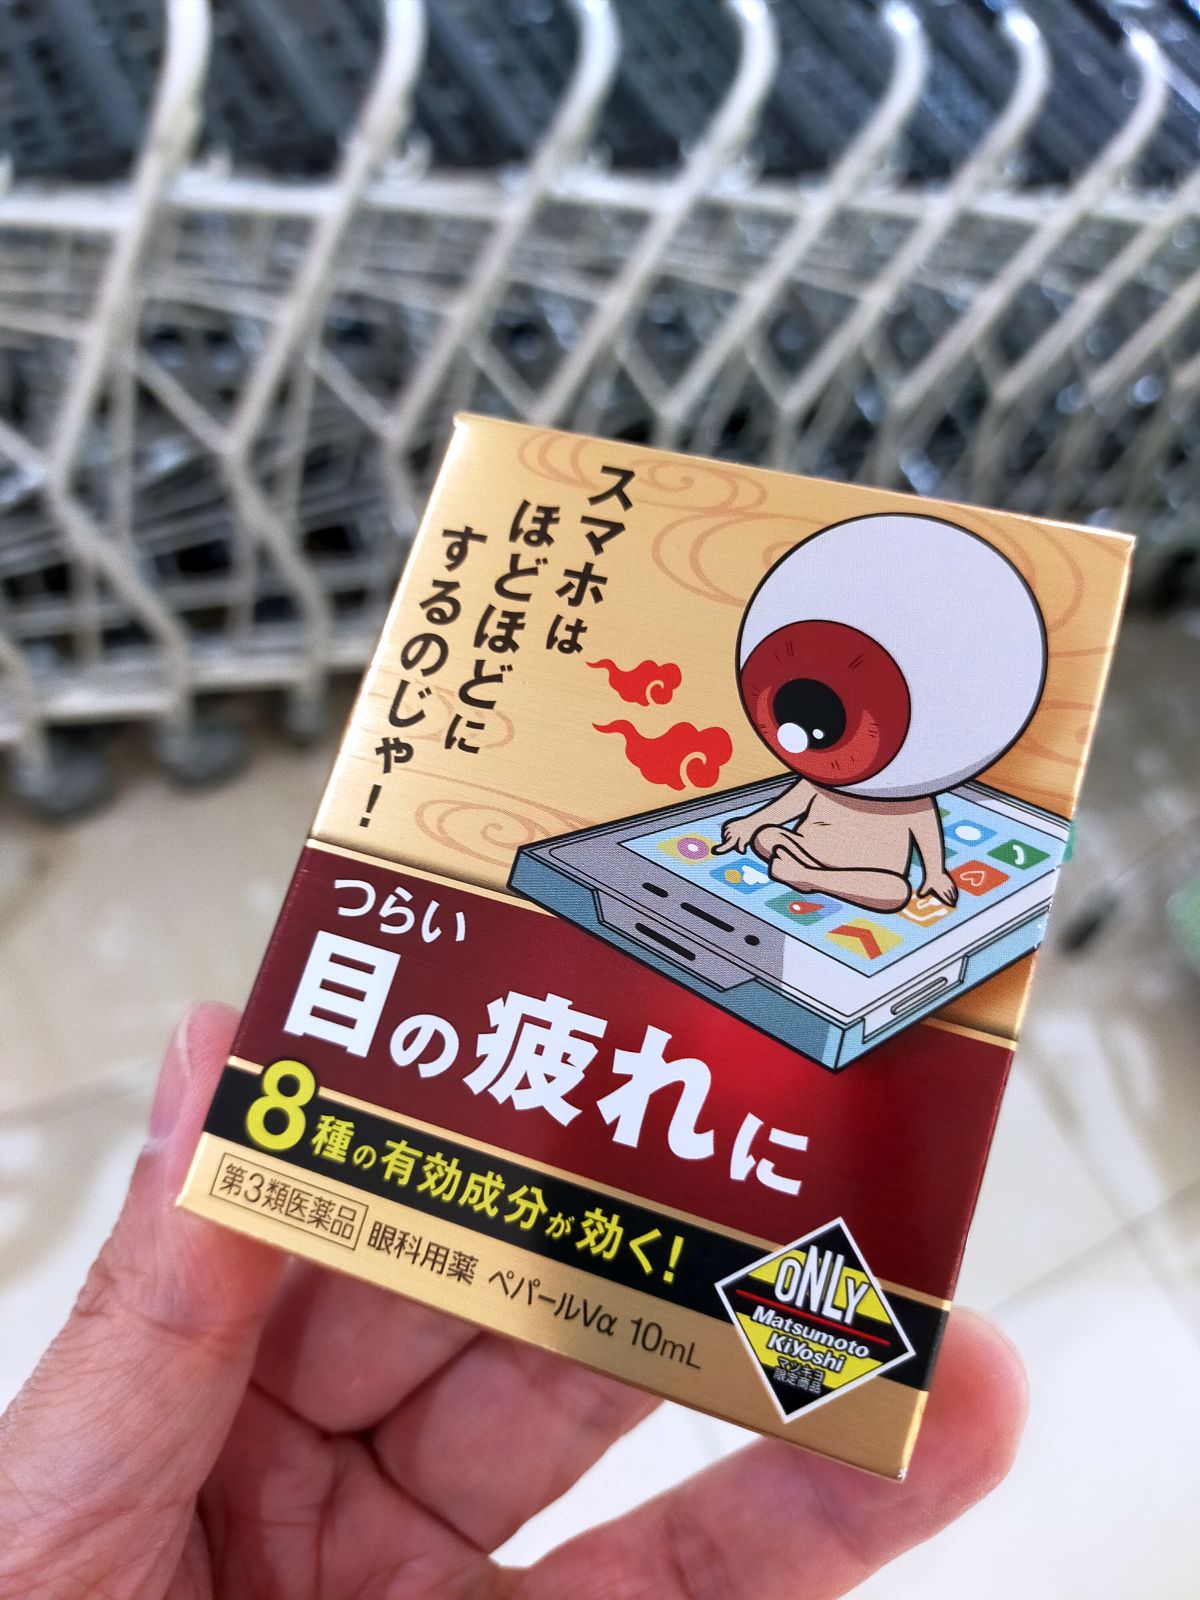 スマホは
ほどほどに
するのじゃ！
つらい
目の疲れに
8種の有効成分が効く！
第3類医薬品 眼科用薬 ペパールVα 10mL
ONLY
Matsumoto
KiYoshi
マツキヨ
限定商品